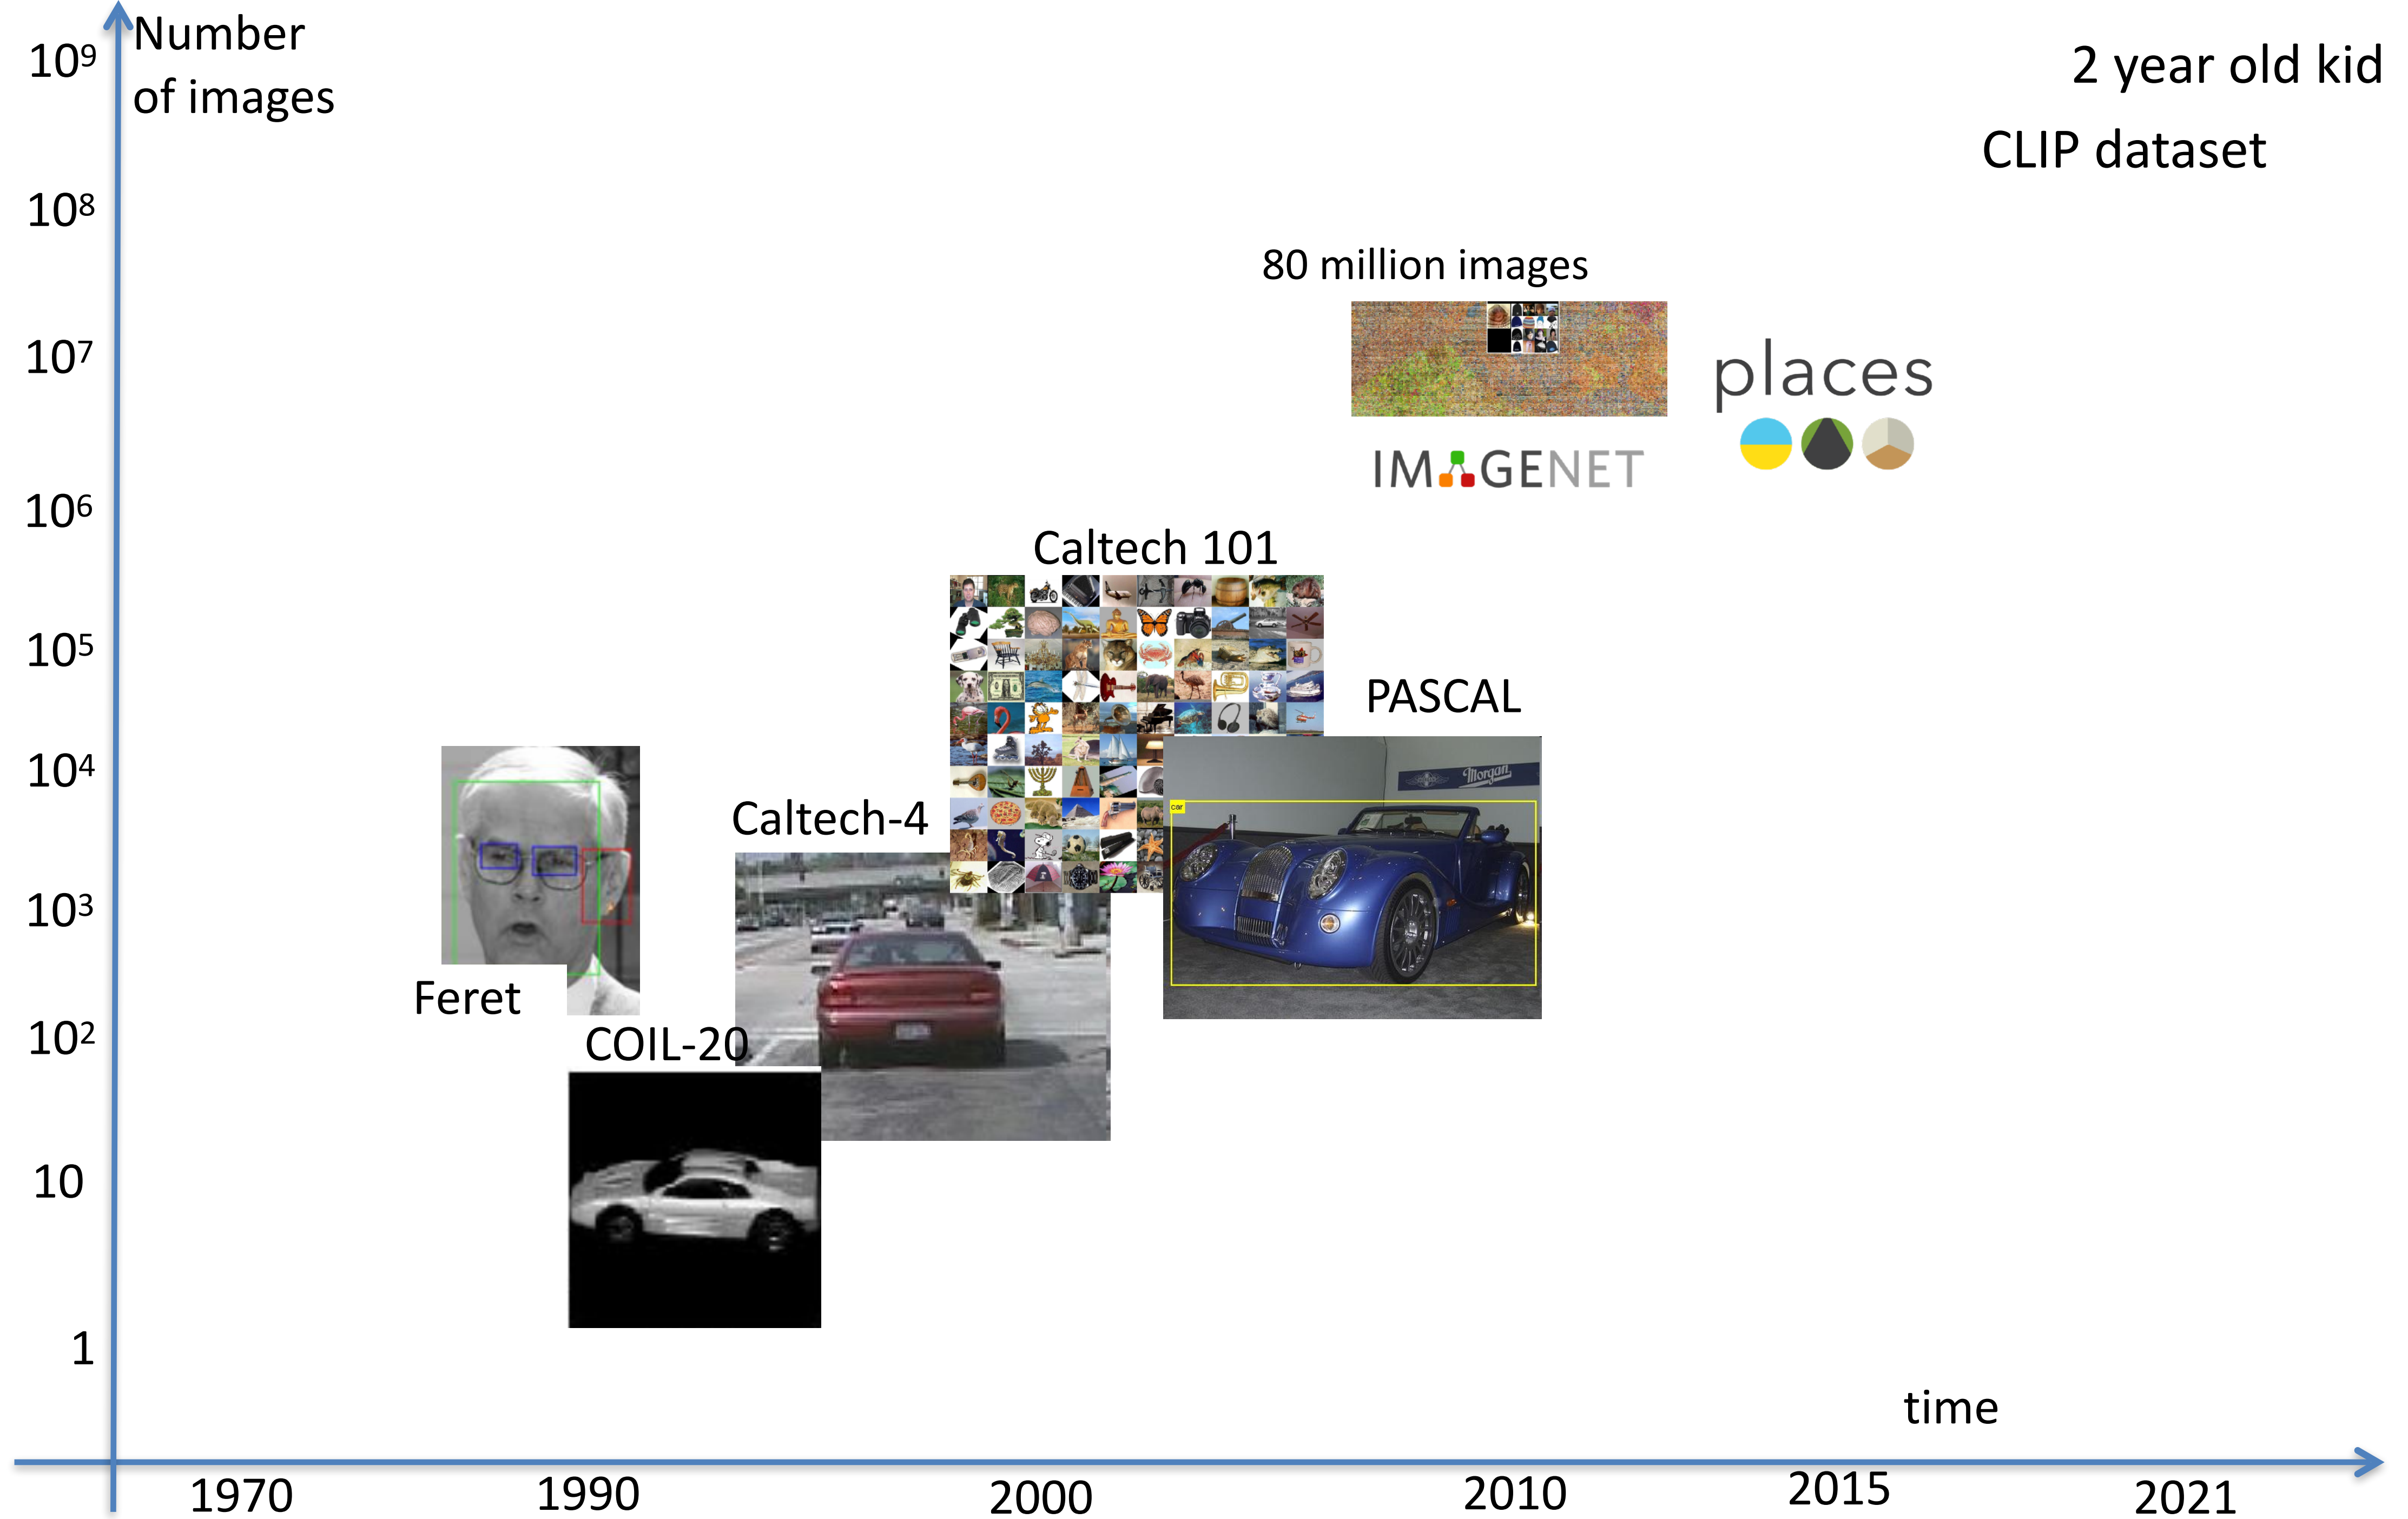 Number
of images
10⁹
10⁸
10⁷
10⁶
10⁵
10⁴
10³
10²
10
1
2 year old kid
CLIP dataset
80 million images
places
IMAGENET
Caltech 101
PASCAL
Morgan
car
Caltech-4
Feret
COIL-20
time
1970
1990
2000
2010
2015
2021